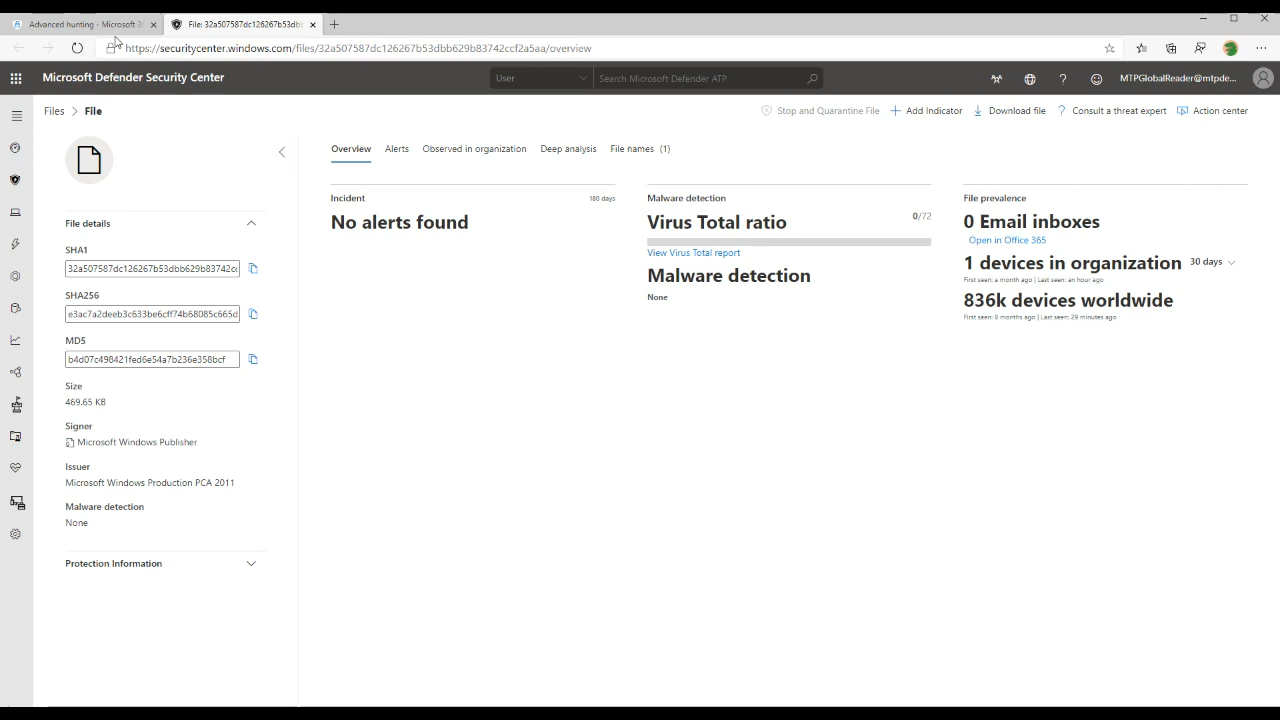 Advanced hunting - Microsoft 36
File: 32a507587dc126267b53dbb
https://securitycenter.windows.com/files/32a507587dc126267b53dbb629b83742ccf2a5aa/overview
Microsoft Defender Security Center
User
Search Microsoft Defender ATP
MTPGlobalReader@mtpde...
Files > File
Stop and Quarantine File
Add Indicator
Download file
Consult a threat expert
Action center
Overview
Alerts
Observed in organization
Deep analysis
File names (1)
File details
SHA1
32a507587dc126267b53dbb629b83742cc
SHA256
e3ac7a2deeb3c633be6cff74b68085c665d
MD5
b4d07c498421fed6e54a7b236e358bcf
Size
469.65 KB
Signer
Microsoft Windows Publisher
Issuer
Microsoft Windows Production PCA 2011
Malware detection
None
Protection Information
Incident
180 days
No alerts found
Malware detection
Virus Total ratio
0/72
View Virus Total report
Malware detection
None
File prevalence
0 Email inboxes
Open in Office 365
1 devices in organization
30 days
First seen: a month ago | Last seen: an hour ago
836k devices worldwide
First seen: 8 months ago | Last seen: 29 minutes ago